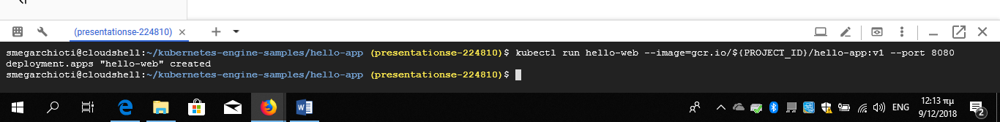 (presentationse-224810)
smegarchioti@cloudshell:~/kubernetes-engine-samples/hello-app (presentationse-224810)$ kubectl run hello-web --image=gcr.io/${PROJECT_ID}/hello-app:v1 --port 8080
deployment.apps "hello-web" created
smegarchioti@cloudshell:~/kubernetes-engine-samples/hello-app (presentationse-224810)$
ENG
12:13 πμ
9/12/2018
2